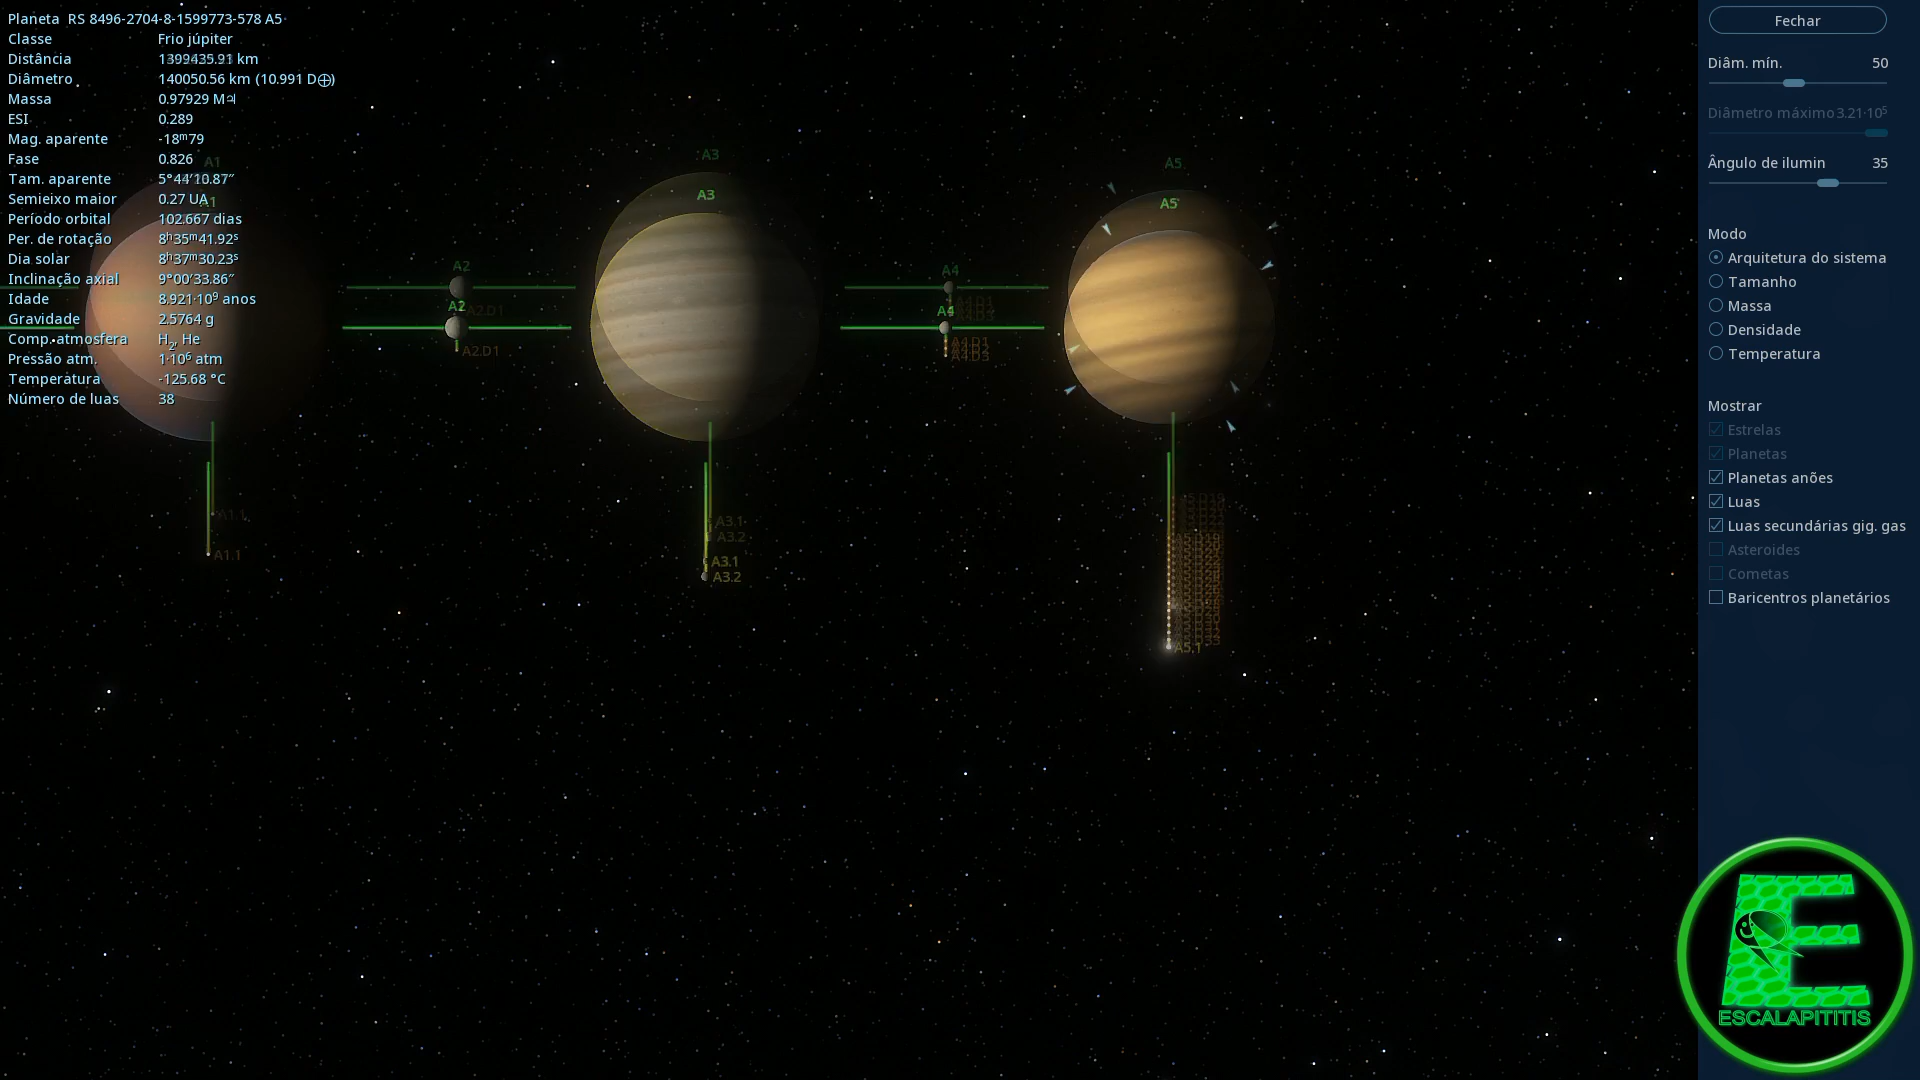 Planeta RS 8496-2704-8-1599773-578 A5
Classe Frio júpiter
Distância 1399435.91 km
Diâmetro 140050.56 km (10.991 D⊕)
Massa 0.97929 M♃
ESI 0.289
Mag. aparente -18ᵐ79
Fase 0.826
Tam. aparente 5°44′10.87″
Semieixo maior 0.27 UA
Período orbital 102.667 dias
Per. de rotação 8ʰ35ᵐ41.92ˢ
Dia solar 8ʰ37ᵐ30.23ˢ
Inclinação axial 9°00′33.86″
Idade 8.921·10⁹ anos
Gravidade 2.5764 g
Comp. atmosfera H₂, He
Pressão atm. 1·10⁶ atm
Temperatura -125.68 °C
Número de luas 38
A1
A1
A1.1
A1.1
A2
A2
A2.D1
A2.D1
A3
A3
A3.1
A3.2
A3.1
A3.2
A4
A4
A4.D1
A4.D2
A4.D3
A5
A5
A5.1
Fechar
Diâm. mín. 50
Diâmetro máximo 3.21·10⁵
Ângulo de ilumin 35
Modo
Arquitetura do sistema
Tamanho
Massa
Densidade
Temperatura
Mostrar
Estrelas
Planetas
Planetas anões
Luas
Luas secundárias gig. gas
Asteroides
Cometas
Baricentros planetários
E
ESCALAPITITIS